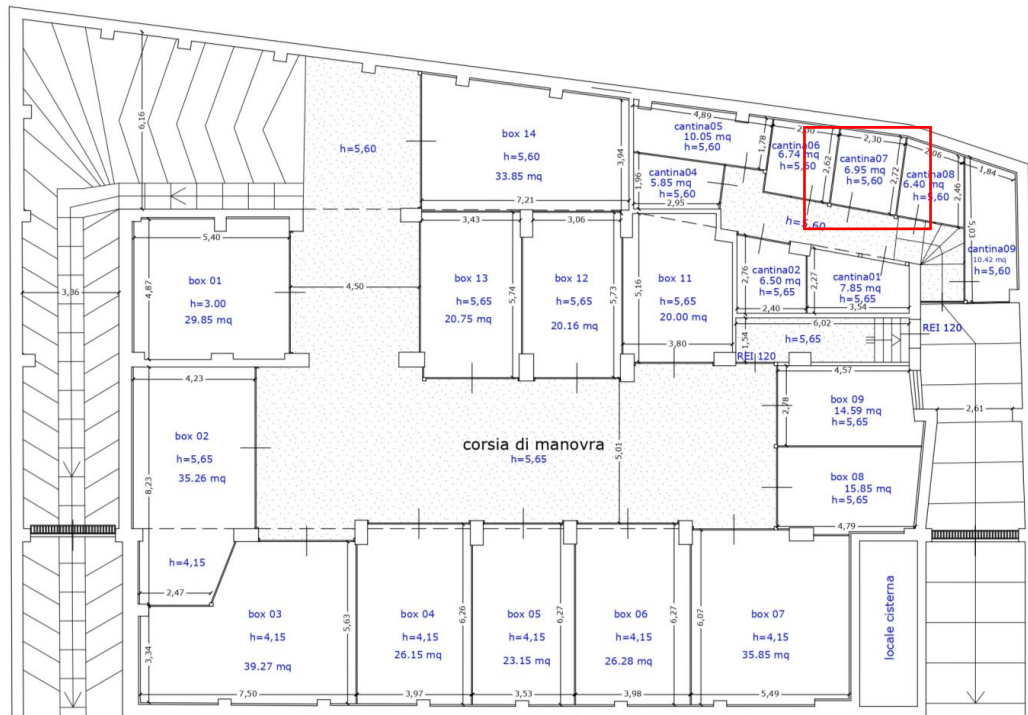 6,16
h=5,60
box 14
h=5,60
33.85 mq
3,94
7,21
4,89
cantina05
10.05 mq
h=5,60
1,78
cantina04
5.85 mq
h=5,60
1,96
2,95
cantina06
6.74 mq
h=5,60
2,62
2,30
cantina07
6.95 mq
h=5,60
2,72
2,06
cantina08
6.40 mq
h=5,60
2,46
1,84
5,03
cantina09
10.42 mq
h=5,60
h=5,60
5,40
4,87
box 01
h=3.00
29.85 mq
3,36
4,50
3,43
box 13
h=5,65
20.75 mq
5,74
3,06
box 12
h=5,65
20.16 mq
5,73
5,16
box 11
h=5,65
20.00 mq
3,80
2,76
cantina02
6.50 mq
h=5,65
2,40
2,27
cantina01
7.85 mq
h=5,65
3,54
6,02
h=5,65
1,54
REI 120
REI 120
4,23
box 02
h=5,65
35.26 mq
8,23
corsia di manovra
h=5,65
5,01
4,57
2,78
box 09
14.59 mq
h=5,65
box 08
15.85 mq
h=5,65
4,79
2,61
h=4,15
2,47
3,34
box 03
h=4,15
39.27 mq
5,63
7,50
box 04
h=4,15
26.15 mq
6,26
3,97
box 05
h=4,15
23.15 mq
6,27
3,53
box 06
h=4,15
26.28 mq
6,27
3,98
6,07
box 07
h=4,15
35.85 mq
5,49
locale cisterna